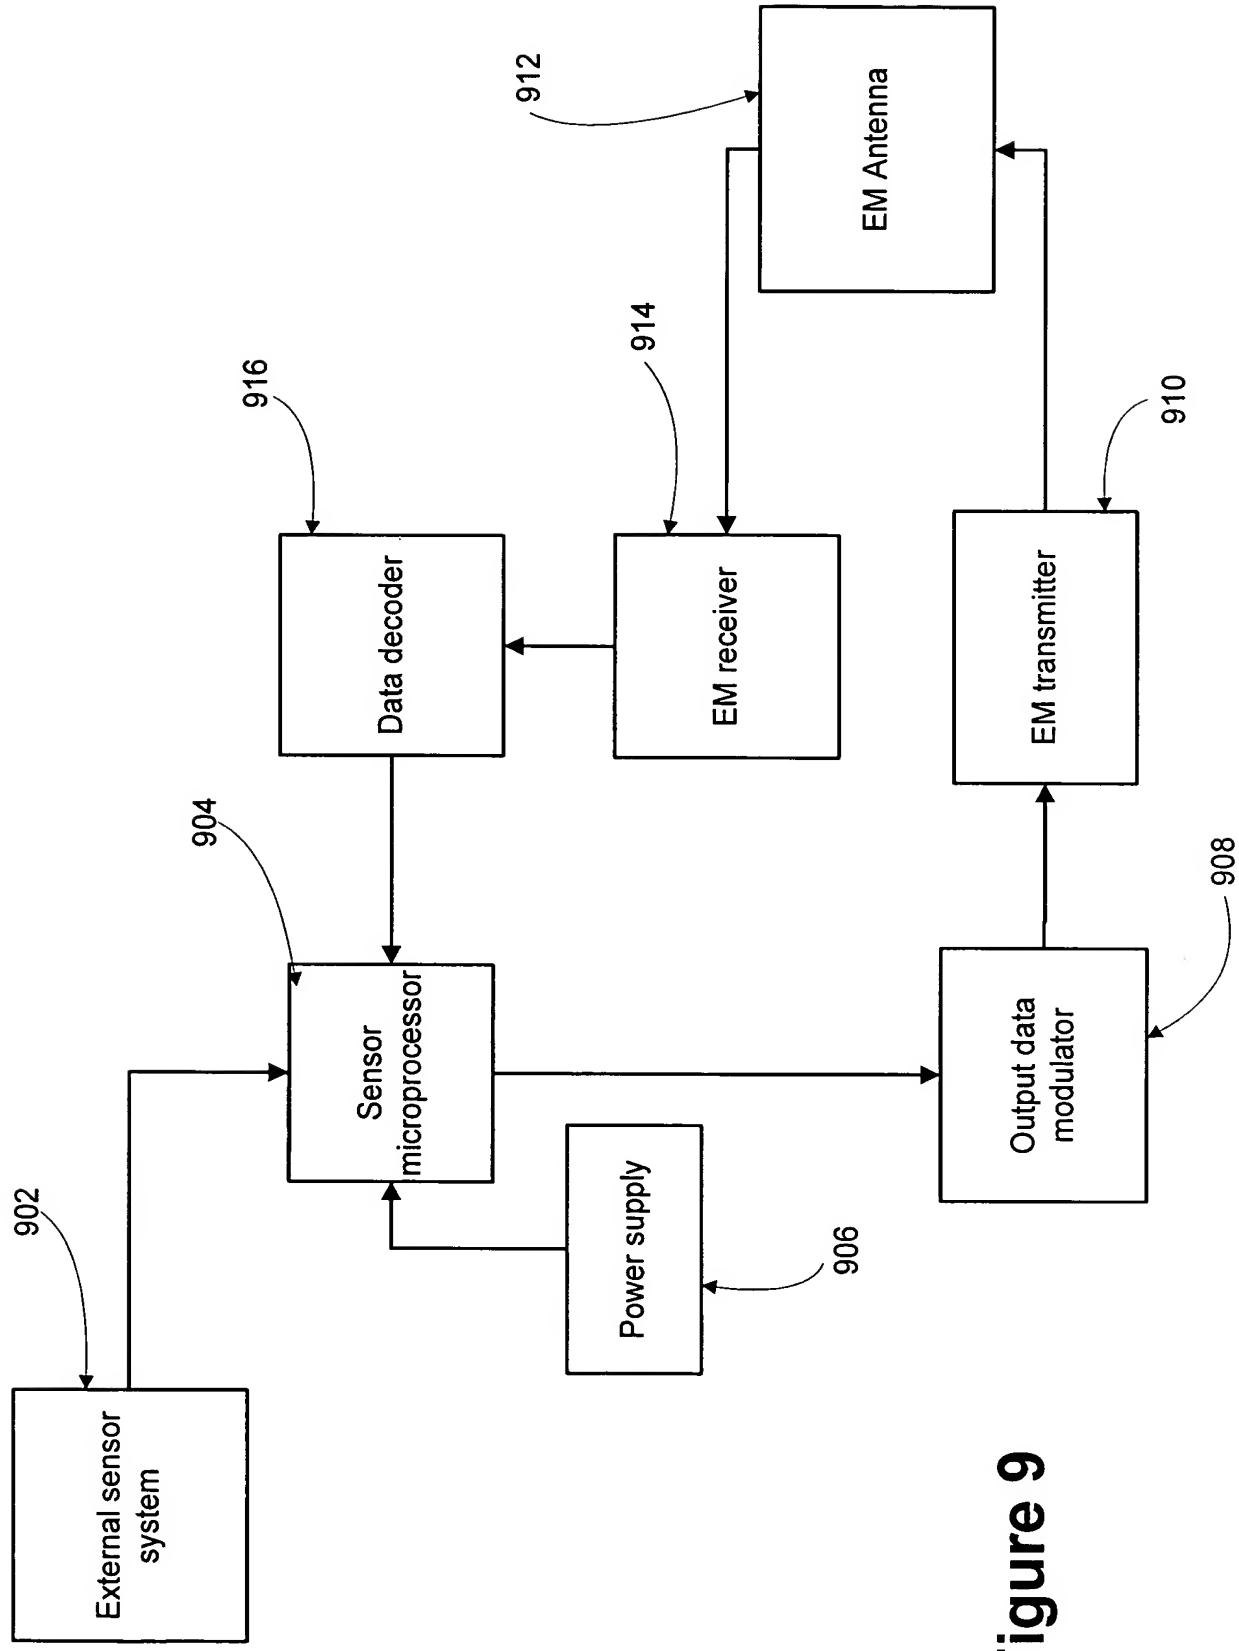 902
External sensor
system
904
916
Sensor
microprocessor
Data decoder
912
914
Power supply
EM receiver
906
EM Antenna
Output data
modulator
EM transmitter
910
908
Figure 9